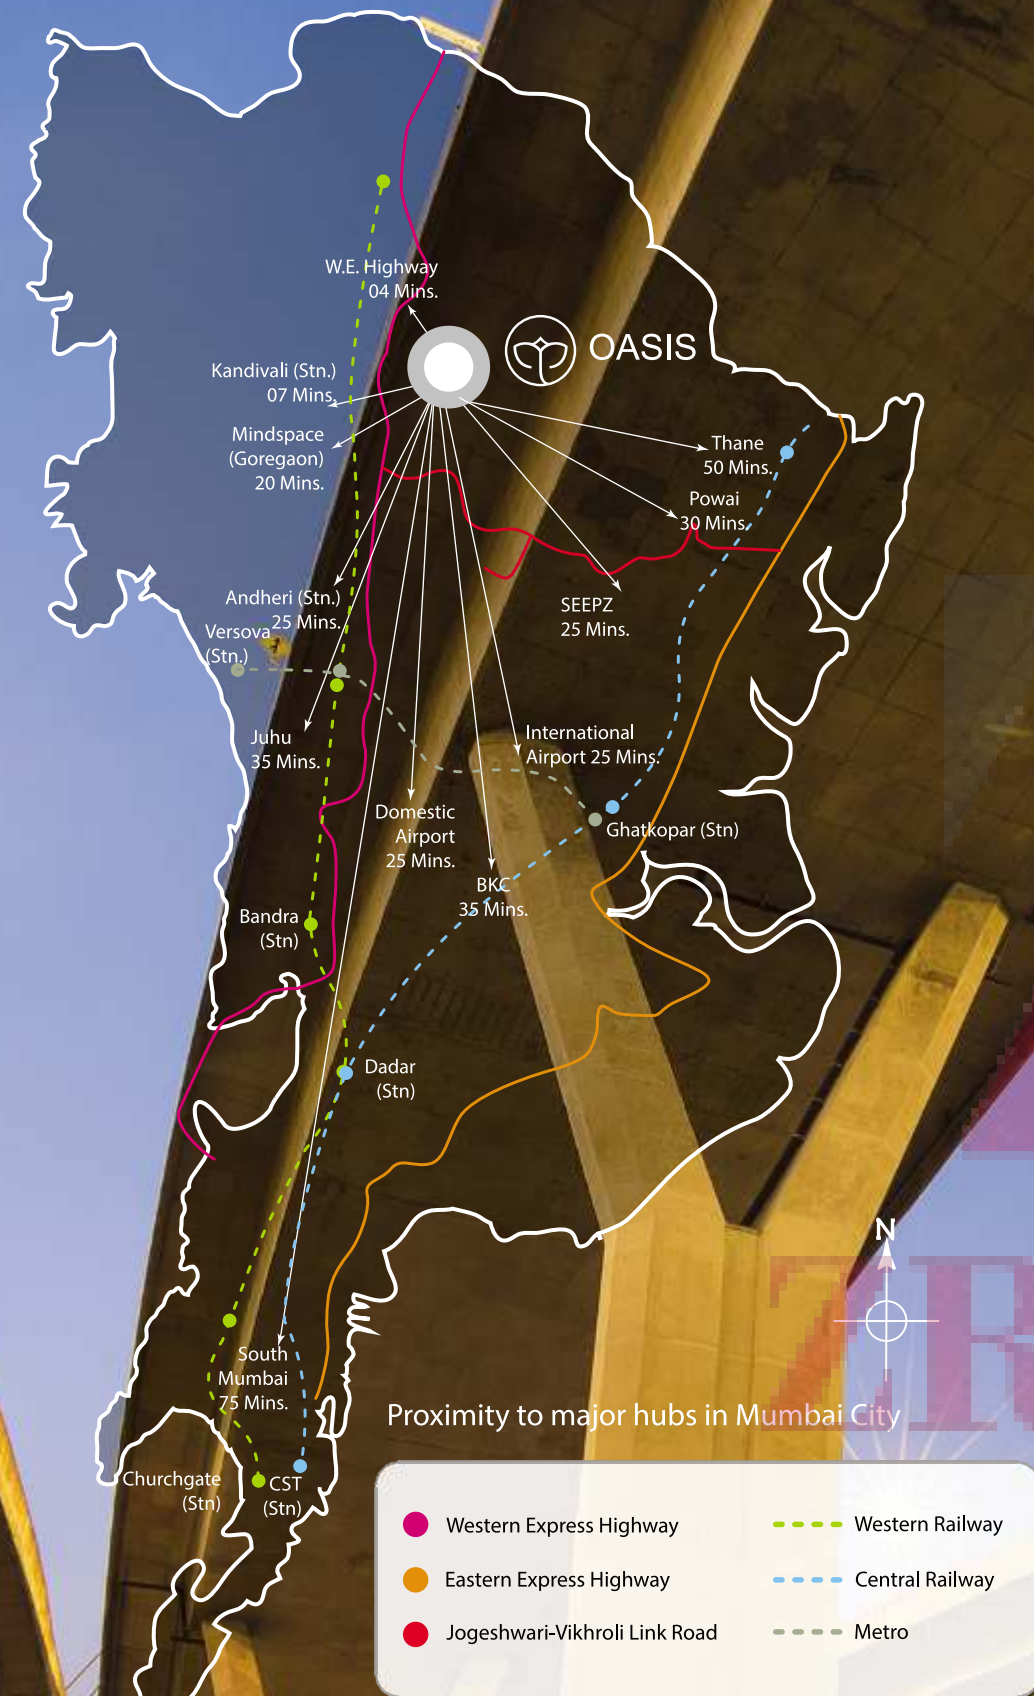 W.E. Highway
04 Mins.
OASIS
Kandivali (Stn.)
07 Mins.
Mindspace
(Goregaon)
20 Mins.
Thane
50 Mins.
Powai
30 Mins.
Andheri (Stn.)
25 Mins.
SEEPZ
25 Mins.
Versova
(Stn.)
Juhu
35 Mins.
International
Airport 25 Mins.
Domestic
Airport
25 Mins.
Ghatkopar (Stn)
BKC
35 Mins.
Bandra
(Stn)
Dadar
(Stn)
N
South
Mumbai
75 Mins.
Proximity to major hubs in Mumbai City
Churchgate
(Stn)
CST
(Stn)
Western Express Highway
Western Railway
Eastern Express Highway
Central Railway
Jogeshwari-Vikhroli Link Road
Metro